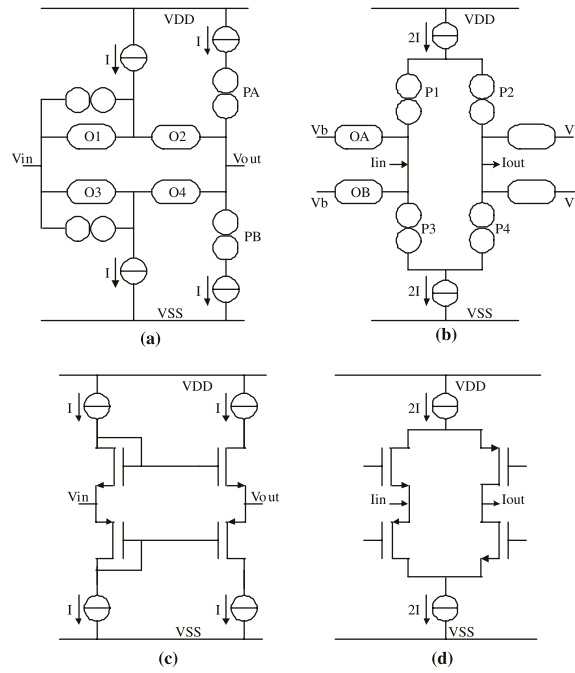 VDD
I
I
PA
O1
O2
Vin
Vout
O3
O4
PB
I
I
VSS
(a)
VDD
2I
P1
P2
Vb
OA
V
Iin
Iout
Vb
OB
V
P3
P4
2I
VSS
(b)
VDD
I
I
Vin
Vout
I
I
VSS
(c)
VDD
2I
Iin
Iout
2I
VSS
(d)